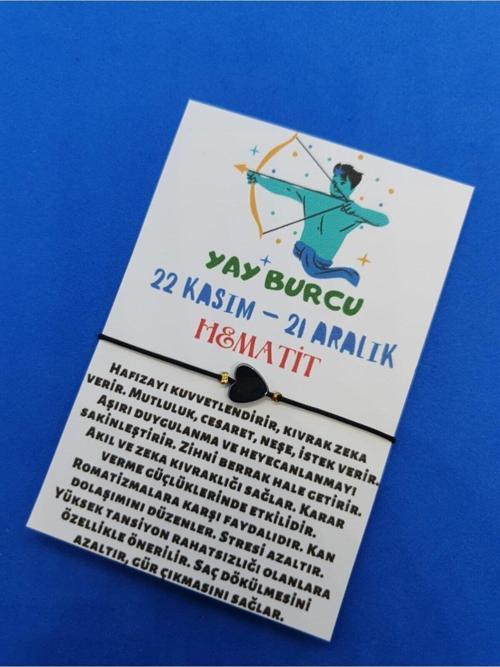 YAY BURCU
22 KASIM – 21 ARALIK
HEMATİT
HAFIZAYI KUVVETLENDİRİR, KIVRAK ZEKA
VERİR. MUTLULUK, CESARET, NEŞE, İSTEK VERİR.
AŞIRI DUYGULANMA VE HEYECANLANMAYI
SAKİNLEŞTİRİR. ZİHNİ BERRAK HALE GETİRİR.
AKIL VE ZEKA KIVRAKLIĞI SAĞLAR. KARAR
VERME GÜÇLÜKLERİNDE ETKİLİDİR.
ROMATİZMALARA KARŞI FAYDALIDIR. KAN
DOLAŞIMINI DÜZENLER. STRESİ AZALTIR.
YÜKSEK TANSİYON RAHATSIZLIĞI OLANLARA
ÖZELLİKLE ÖNERİLİR. SAÇ DÖKÜLMESİNİ
AZALTIR, GÜR ÇIKMASINI SAĞLAR.